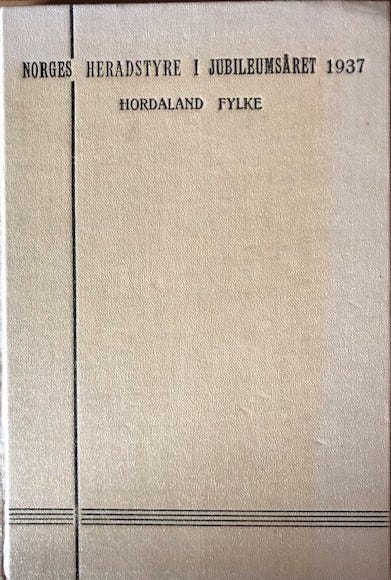 NORGES HERADSTYRE I JUBILEUMSÅRET 1937
HORDALAND FYLKE